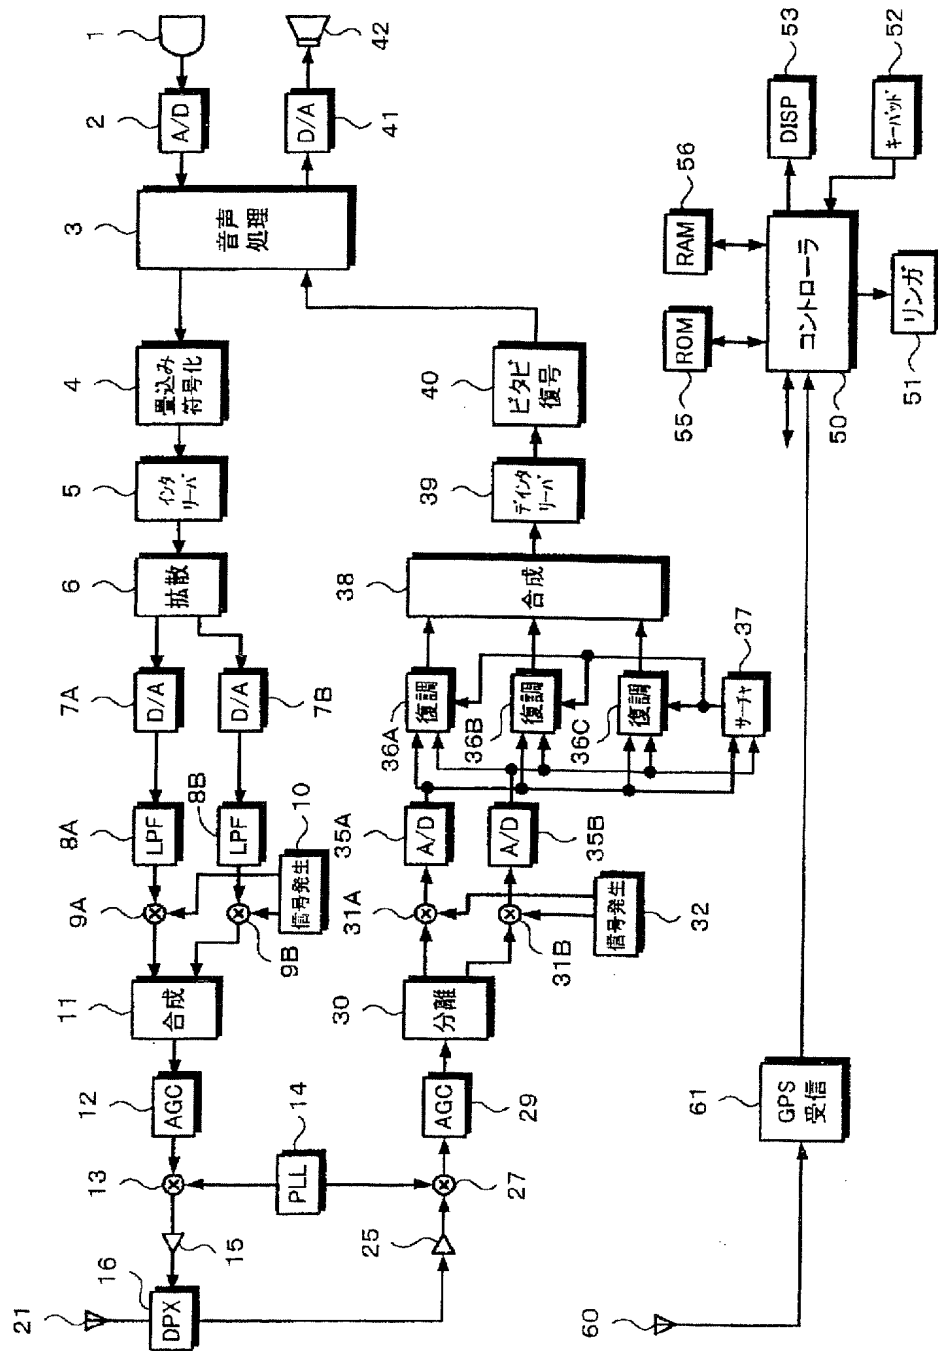 1
2
A/D
3
音声
処理
D/A
41
42
4
畳込み
符号化
5
インタ
リーバ
6
拡散
7A
D/A
D/A
7B
8A
LPF
8B
LPF
9A
9B
10
信号発生
11
合成
12
AGC
13
14
PLL
15
16
DPX
21
25
27
29
AGC
30
分離
31A
31B
32
信号発生
35A
A/D
A/D
35B
36A
復調
36B
復調
36C
復調
37
サーチャ
38
合成
39
デインタ
リーバ
40
ビタビ
復号
50
コントローラ
51
リンガ
52
キーパッド
53
DISP
55
ROM
56
RAM
60
61
GPS
受信